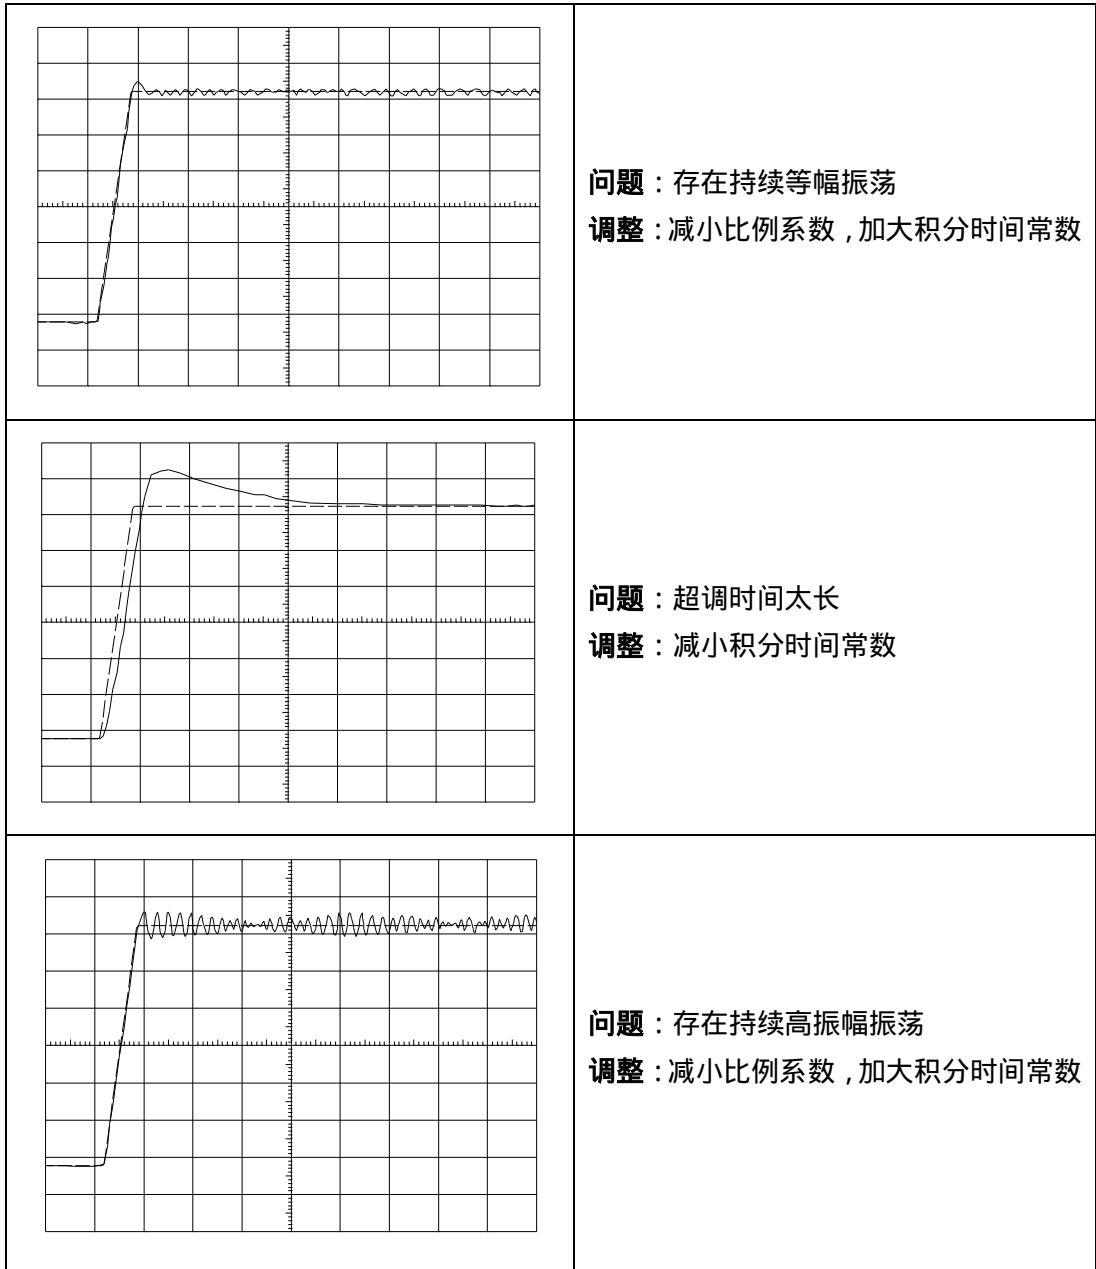 问题：存在持续等幅振荡
调整：减小比例系数，加大积分时间常数
问题：超调时间太长
调整：减小积分时间常数
问题：存在持续高振幅振荡
调整：减小比例系数，加大积分时间常数